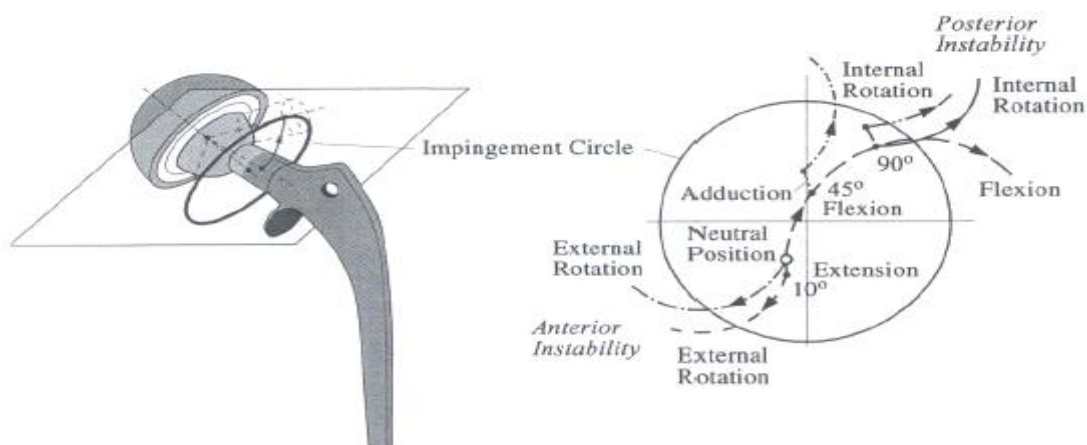 Posterior
Instability
Internal
Rotation
Internal
Rotation
Impingement Circle
90°
Adduction
45°
Flexion
Flexion
Neutral
Position
External
Rotation
Extension
10°
Anterior
Instability
External
Rotation